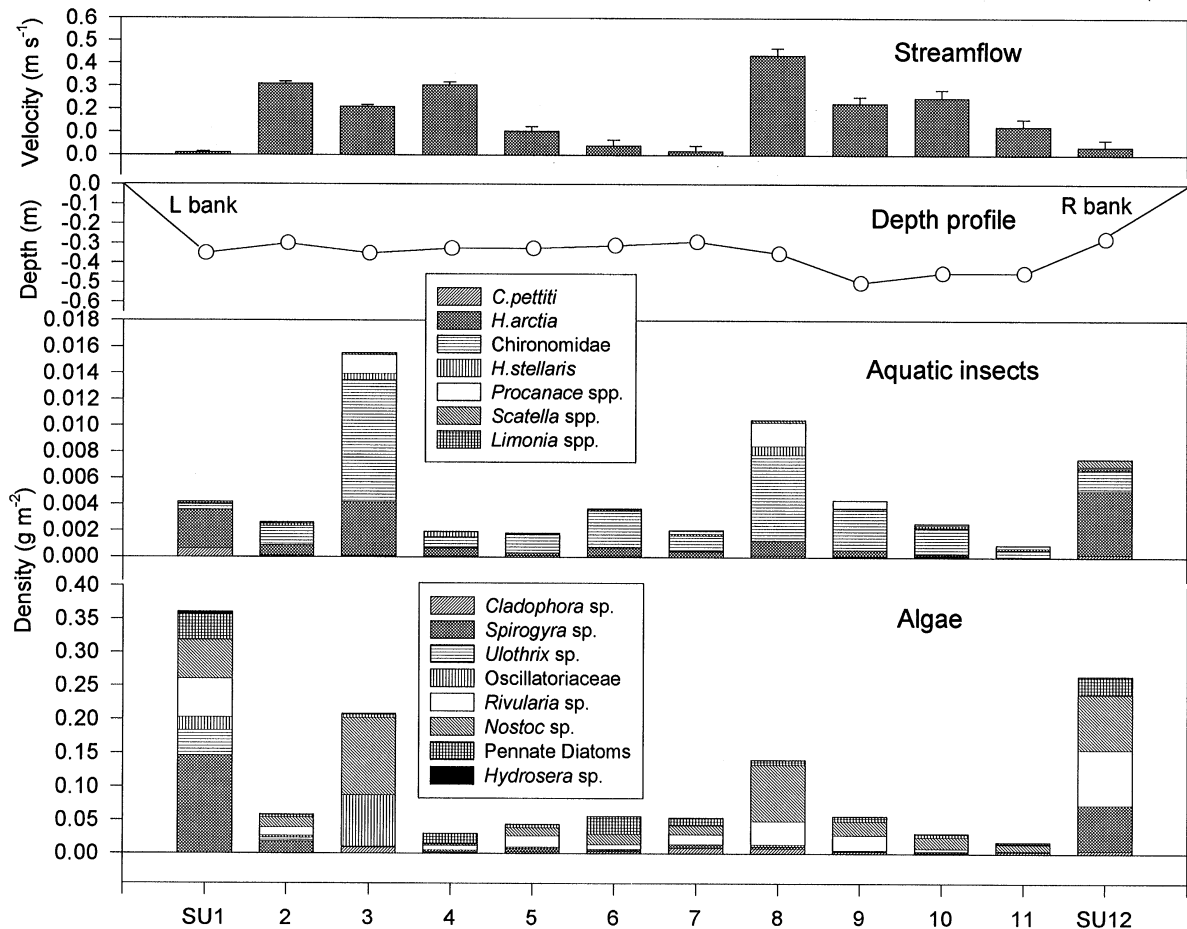 Velocity (m s-1)
0.6
0.5
0.4
0.3
0.2
0.0
0.0
Streamflow
Depth (m)
0.0
-0.1
-0.2
-0.3
-0.4
-0.5
-0.6
L bank
R bank
Depth profile
Density (g m-2)
0.018
0.016
0.014
0.012
0.010
0.008
0.006
0.004
0.002
0.000
C.pettiti
H.arctia
Chironomidae
H.stellaris
Procanace spp.
Scatella spp.
Limonia spp.
Aquatic insects
0.40
0.35
0.30
0.25
0.20
0.15
0.10
0.05
0.00
Cladophora sp.
Spirogyra sp.
Ulothrix sp.
Oscillatoriaceae
Rivularia sp.
Nostoc sp.
Pennate Diatoms
Hydrosera sp.
Algae
SU1 2 3 4 5 6 7 8 9 10 11 SU12